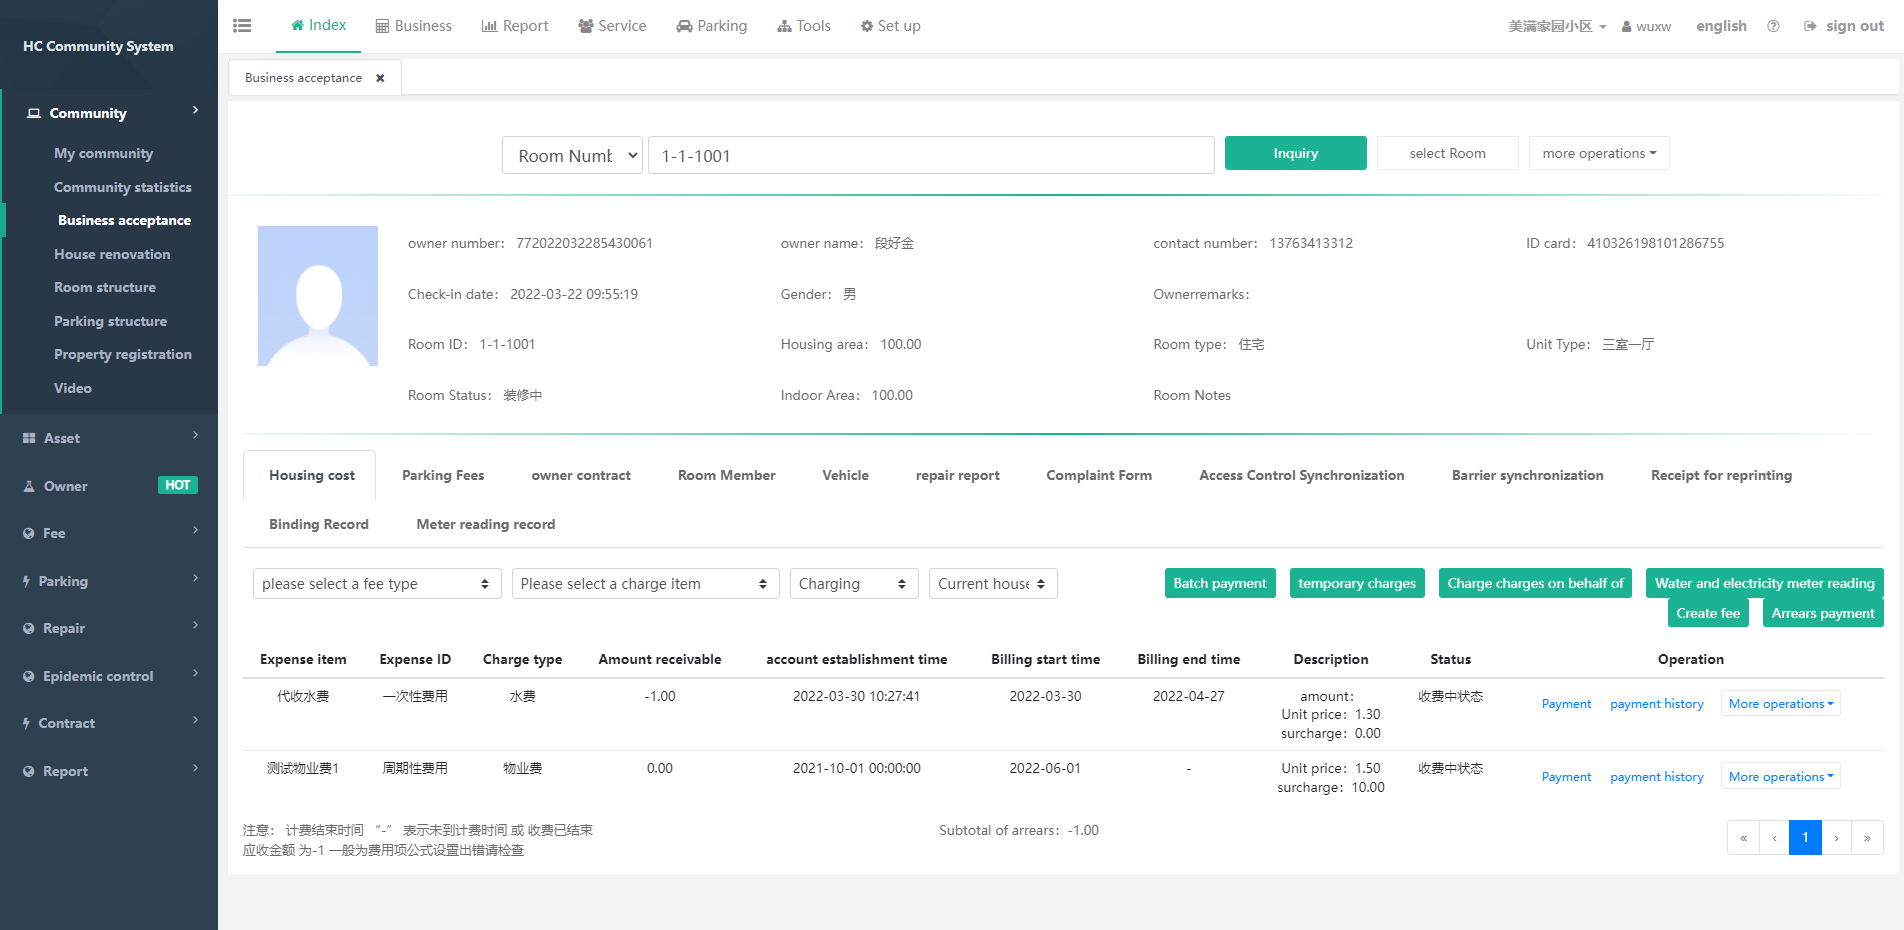 HC Community System
Index Business Report Service Parking Tools Set up
美满家园小区 wuxw english sign out
Business acceptance
Community
My community
Community statistics
Business acceptance
House renovation
Room structure
Parking structure
Property registration
Video
Asset
Owner HOT
Fee
Parking
Repair
Epidemic control
Contract
Report
Room Numb 1-1-1001 Inquiry select Room more operations
owner number： 772022032285430061 owner name： 段好金 contact number： 13763413312 ID card： 410326198101286755
Check-in date： 2022-03-22 09:55:19 Gender： 男 Ownerremarks：
Room ID： 1-1-1001 Housing area： 100.00 Room type： 住宅 Unit Type： 三室一厅
Room Status： 装修中 Indoor Area： 100.00 Room Notes
Housing cost Parking Fees owner contract Room Member Vehicle repair report Complaint Form Access Control Synchronization Barrier synchronization Receipt for reprinting
Binding Record Meter reading record
please select a fee type Please select a charge item Charging Current house Batch payment temporary charges Charge charges on behalf of Water and electricity meter reading
Create fee Arrears payment
Expense item Expense ID Charge type Amount receivable account establishment time Billing start time Billing end time Description Status Operation
代收水费 一次性费用 水费 -1.00 2022-03-30 10:27:41 2022-03-30 2022-04-27 amount： 收费中状态 Payment payment history More operations
Unit price： 1.30
surcharge： 0.00
测试物业费1 周期性费用 物业费 0.00 2021-10-01 00:00:00 2022-06-01 - Unit price： 1.50 收费中状态 Payment payment history More operations
surcharge： 10.00
注意： 计费结束时间 “-” 表示未到计费时间 或 收费已结束 Subtotal of arrears： -1.00
应收金额 为-1 一般为费用项公式设置出错请检查
« ‹ 1 › »